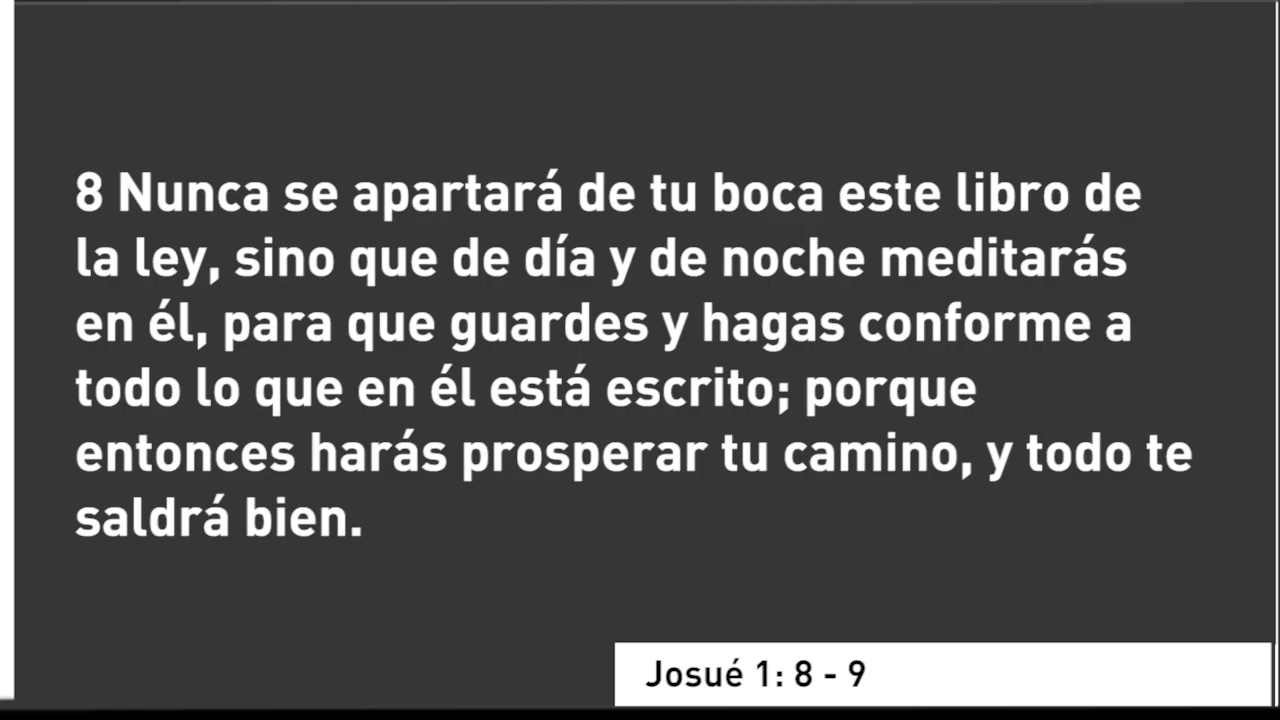 8 Nunca se apartará de tu boca este libro de
la ley, sino que de día y de noche meditarás
en él, para que guardes y hagas conforme a
todo lo que en él está escrito; porque
entonces harás prosperar tu camino, y todo te
saldrá bien.
Josué 1: 8 - 9